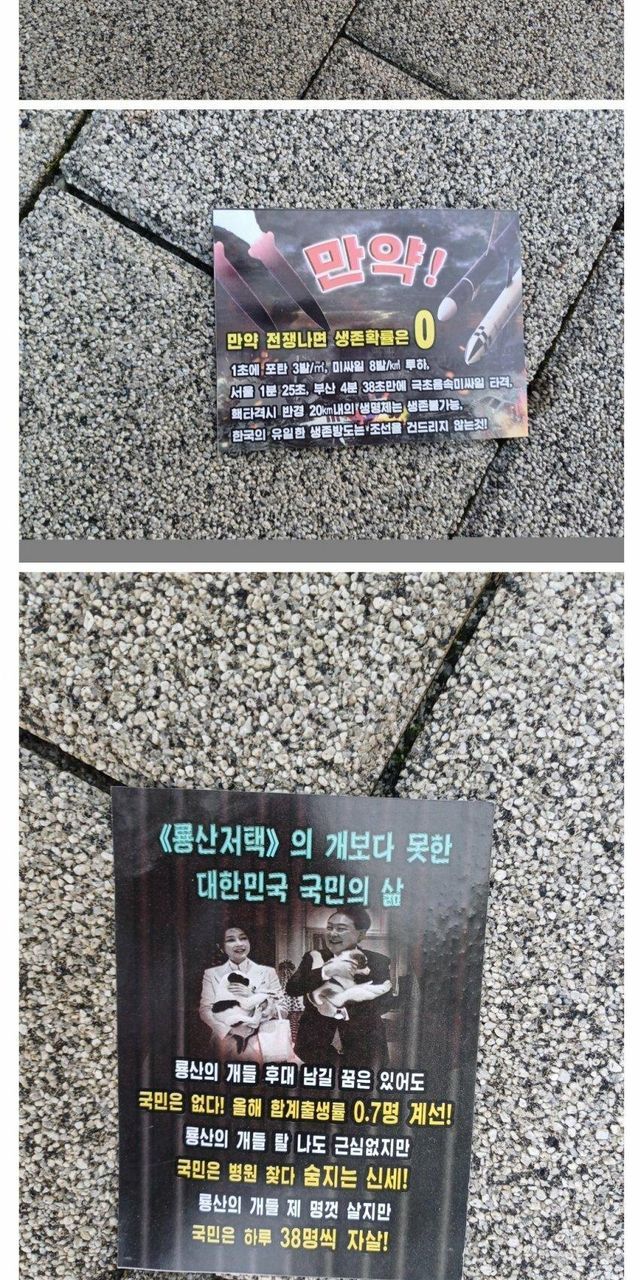 만약!
만약 전쟁나면 생존확률은 0
1초에 포탄 3발/㎡, 미싸일 8발/㎢ 투하,
서울 1분 25초, 부산 4분 38초만에 극초음속미싸일 타격,
핵타격시 반경 20㎞내의 생명체는 생존불가능,
한국의 유일한 생존방도는 조선을 건드리지 않는것!
《룡산저택》의 개보다 못한
대한민국 국민의 삶
룡산의 개들 후대 남길 꿈은 있어도
국민은 없다! 올해 합계출생률 0.7명 계선!
룡산의 개들 탈 나도 근심없지만
국민은 병원 찾다 숨지는 신세!
룡산의 개들 제 명껏 살지만
국민은 하루 38명씩 자살!